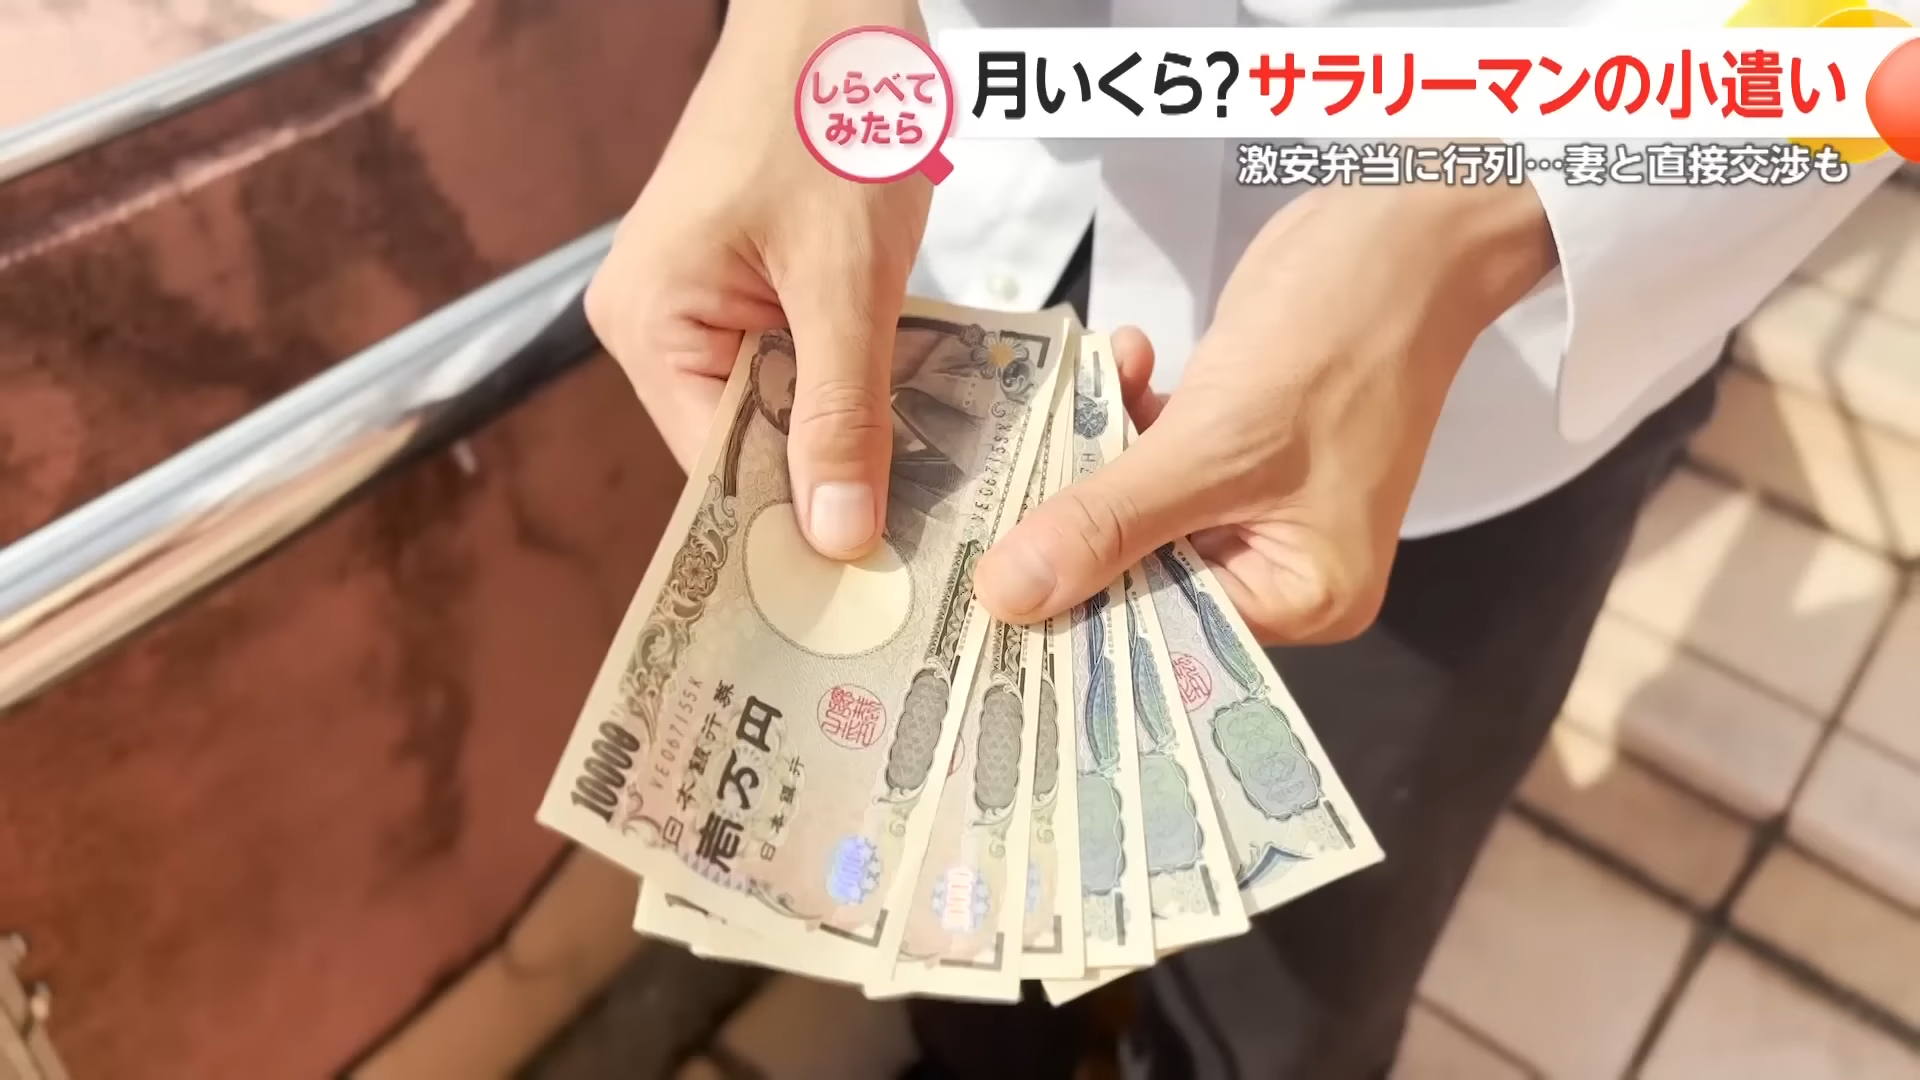 しらべて
みたら
月いくら?サラリーマンの小遣い
激安弁当に行列…妻と直接交渉も
10000
YE067155K
日本銀行券
壱万円
日本銀行